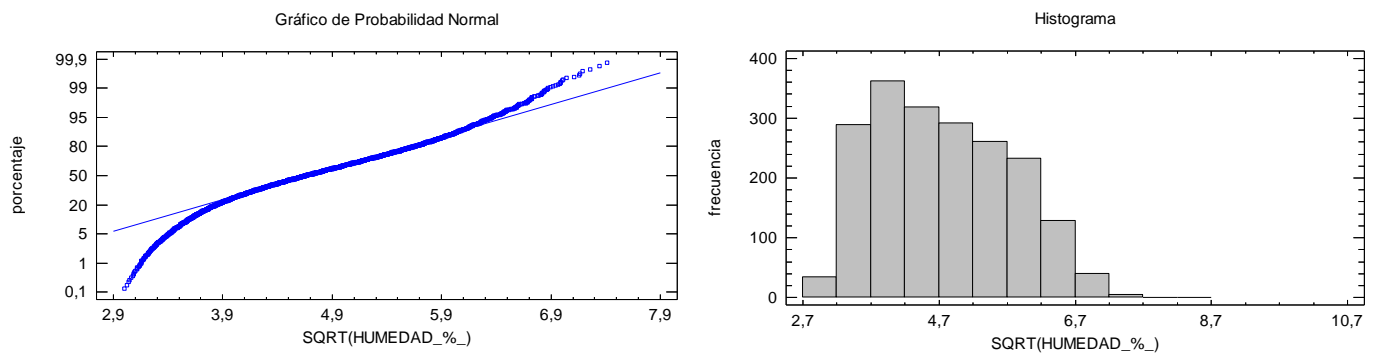 Gráfico de Probabilidad Normal
porcentaje
99,9
99
95
80
50
20
5
1
0,1
2,9 3,9 4,9 5,9 6,9 7,9
SQRT(HUMEDAD_%_)
Histograma
frecuencia
400
300
200
100
0
2,7 4,7 6,7 8,7 10,7
SQRT(HUMEDAD_%_)